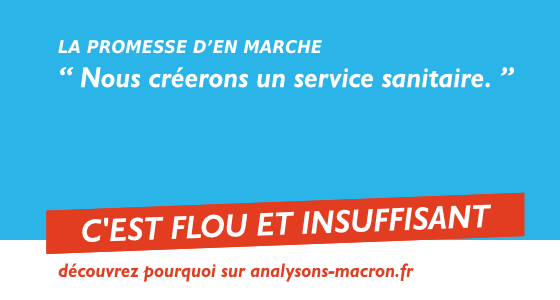 LA PROMESSE D’EN MARCHE
“ Nous créerons un service sanitaire. ”
C'EST FLOU ET INSUFFISANT
découvrez pourquoi sur analysons-macron.fr